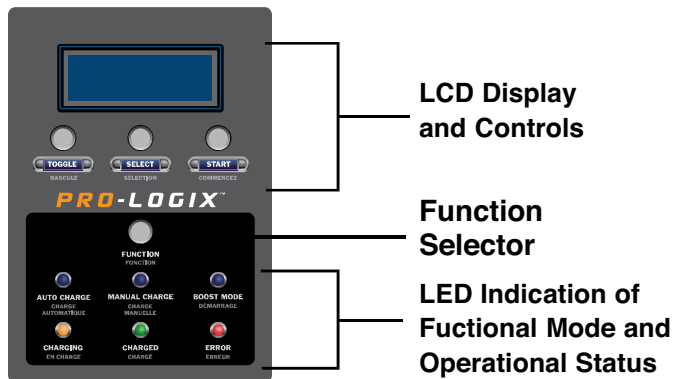 LCD Display
and Controls
TOGGLE SELECT START
BASCULE SÉLECTION COMMENCEZ
PRO-LOGIX™
FUNCTION
FONCTION
Function
Selector
AUTO CHARGE MANUAL CHARGE BOOST MODE
CHARGE AUTOMATIQUE CHARGE MANUELLE DÉMARRAGE
CHARGING CHARGED ERROR
EN CHARGE CHARGÉ ERREUR
LED Indication of
Fuctional Mode and
Operational Status